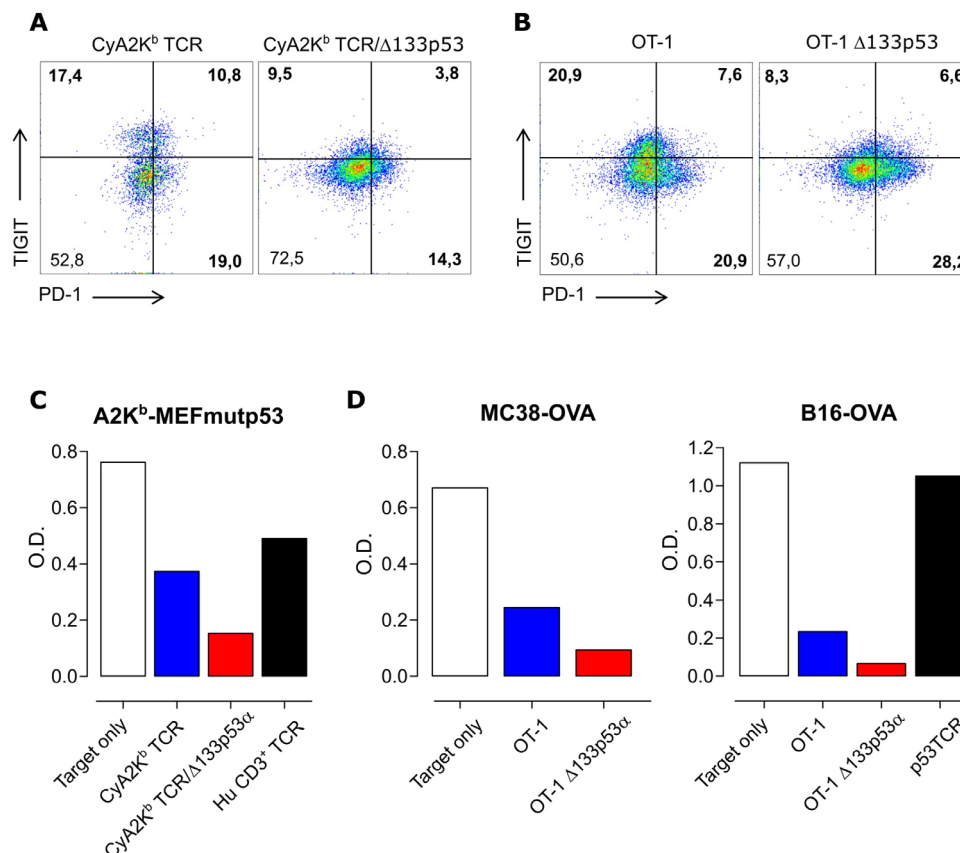 A
CyA2Kᵇ TCR
CyA2Kᵇ TCR/Δ133p53
17,4
10,8
52,8
19,0
9,5
3,8
72,5
14,3
TIGIT
PD-1
B
OT-1
OT-1 Δ133p53
20,9
7,6
50,6
20,9
8,3
6,6
57,0
28,2
TIGIT
PD-1
C
A2Kᵇ-MEFmutp53
O.D.
0.8
0.6
0.4
0.2
0.0
Target only
CyA2Kᵇ TCR
CyA2Kᵇ TCR/Δ133p53α
Hu CD3⁺ TCR
D
MC38-OVA
O.D.
0.8
0.6
0.4
0.2
0.0
Target only
OT-1
OT-1 Δ133p53α
B16-OVA
O.D.
1.2
1.0
0.8
0.6
0.4
0.2
0.0
Target only
OT-1
OT-1 Δ133p53α
p53TCR